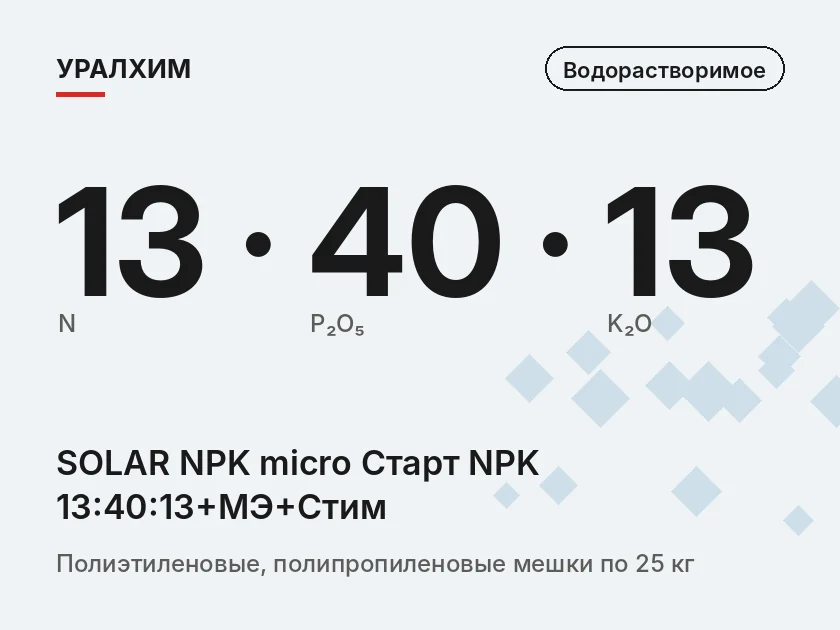 УРАЛХИМ
Водорастворимое
13 • 40 • 13
N P₂O₅ K₂O
SOLAR NPK micro Старт NPK
13:40:13+МЭ+Стим
Полиэтиленовые, полипропиленовые мешки по 25 кг